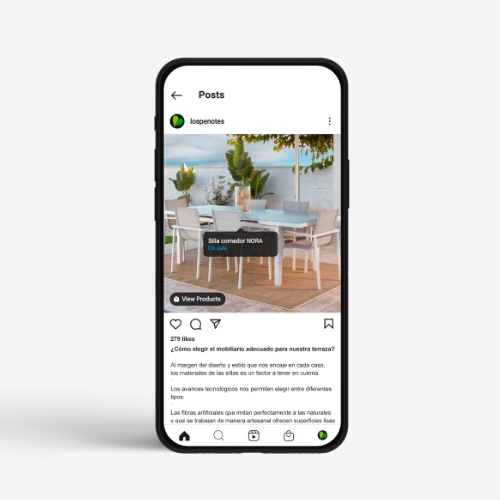 Posts
lospenotes
Silla comedor NORA
On sale
View Products
279 likes
¿Cómo elegir el mobiliario adecuado para nuestra terraza?
Al margen del diseño y estilo que nos encaje en cada caso,
los materiales de las sillas es un factor a tener en cuenta.
Los avances tecnológicos nos permiten elegir entre diferentes
tipos.
Las fibras artificiales que imitan perfectamente a las naturales
y que se trabajan de manera artesanal ofrecen superficies lisas